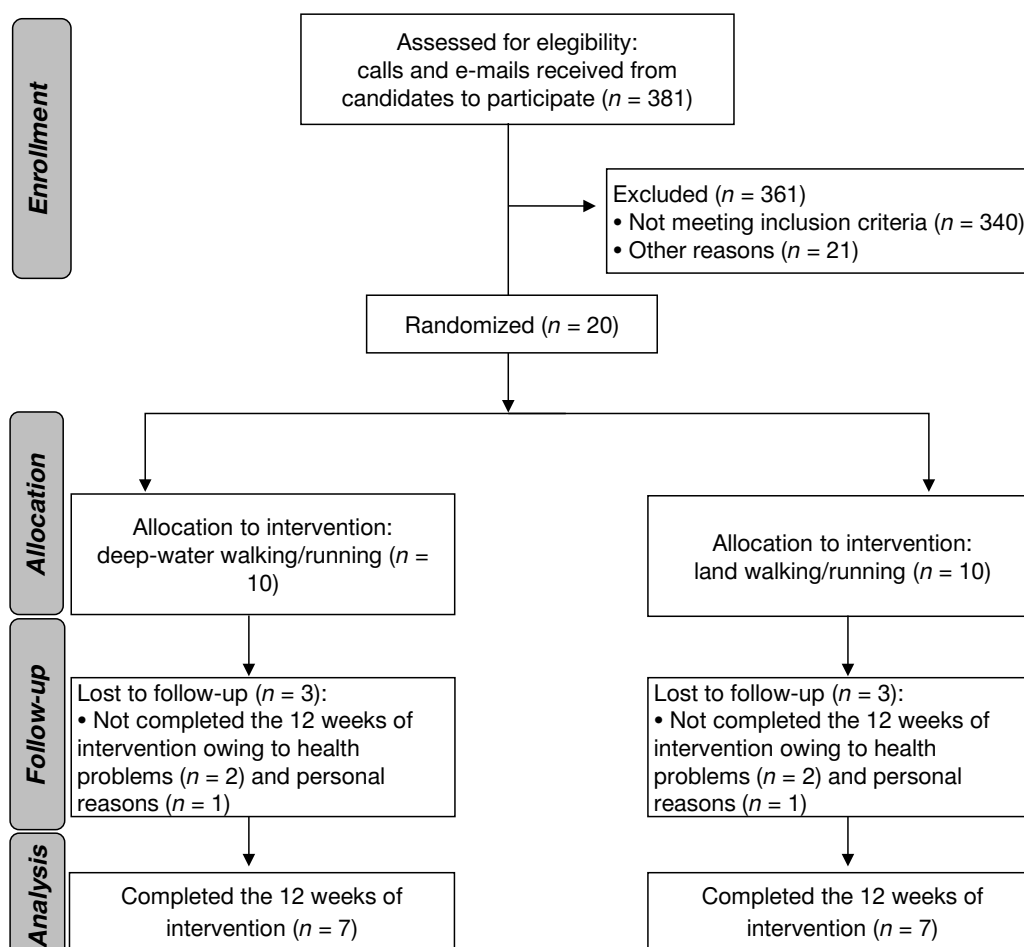 Enrollment
Assessed for elegibility:
calls and e-mails received from
candidates to participate (n = 381)
Excluded (n = 361)
• Not meeting inclusion criteria (n = 340)
• Other reasons (n = 21)
Randomized (n = 20)
Allocation
Allocation to intervention:
deep-water walking/running (n =
10)
Allocation to intervention:
land walking/running (n = 10)
Follow-up
Lost to follow-up (n = 3):
• Not completed the 12 weeks of
intervention owing to health
problems (n = 2) and personal
reasons (n = 1)
Lost to follow-up (n = 3):
• Not completed the 12 weeks of
intervention owing to health
problems (n = 2) and personal
reasons (n = 1)
Analysis
Completed the 12 weeks of
intervention (n = 7)
Completed the 12 weeks of
intervention (n = 7)